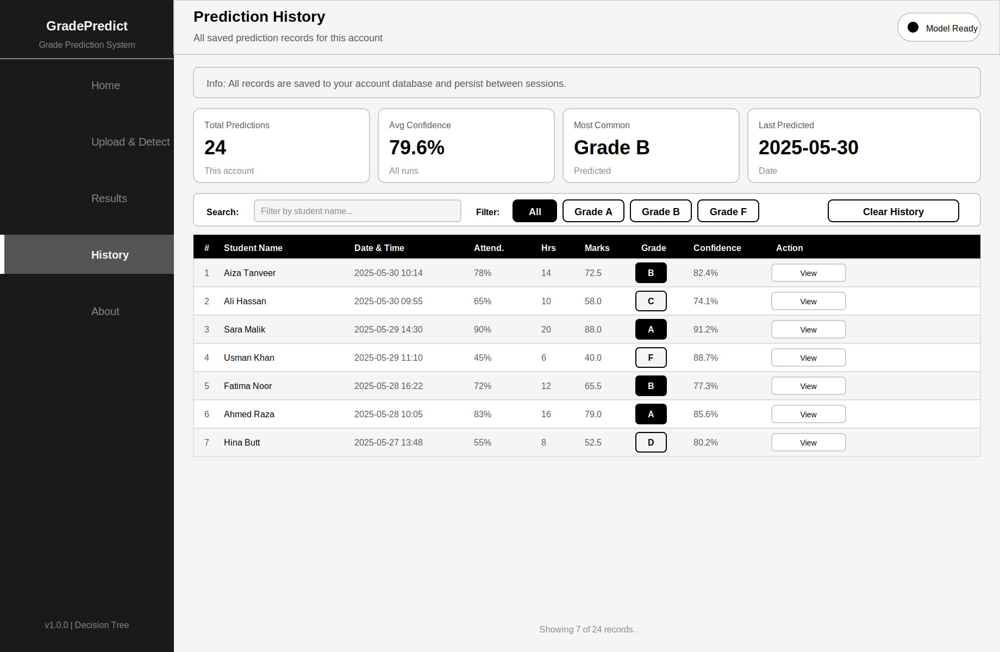 GradePredict
Grade Prediction System
Home
Upload & Detect
Results
History
About
v1.0.0 | Decision Tree
Prediction History
All saved prediction records for this account
Model Ready
Info: All records are saved to your account database and persist between sessions.
Total Predictions
24
This account
Avg Confidence
79.6%
All runs
Most Common
Grade B
Predicted
Last Predicted
2025-05-30
Date
Search: Filter by student name... Filter: All Grade A Grade B Grade F Clear History
# Student Name Date & Time Attend. Hrs Marks Grade Confidence Action
1 Aiza Tanveer 2025-05-30 10:14 78% 14 72.5 B 82.4% View
2 Ali Hassan 2025-05-30 09:55 65% 10 58.0 C 74.1% View
3 Sara Malik 2025-05-29 14:30 90% 20 88.0 A 91.2% View
4 Usman Khan 2025-05-29 11:10 45% 6 40.0 F 88.7% View
5 Fatima Noor 2025-05-28 16:22 72% 12 65.5 B 77.3% View
6 Ahmed Raza 2025-05-28 10:05 83% 16 79.0 A 85.6% View
7 Hina Butt 2025-05-27 13:48 55% 8 52.5 D 80.2% View
Showing 7 of 24 records.